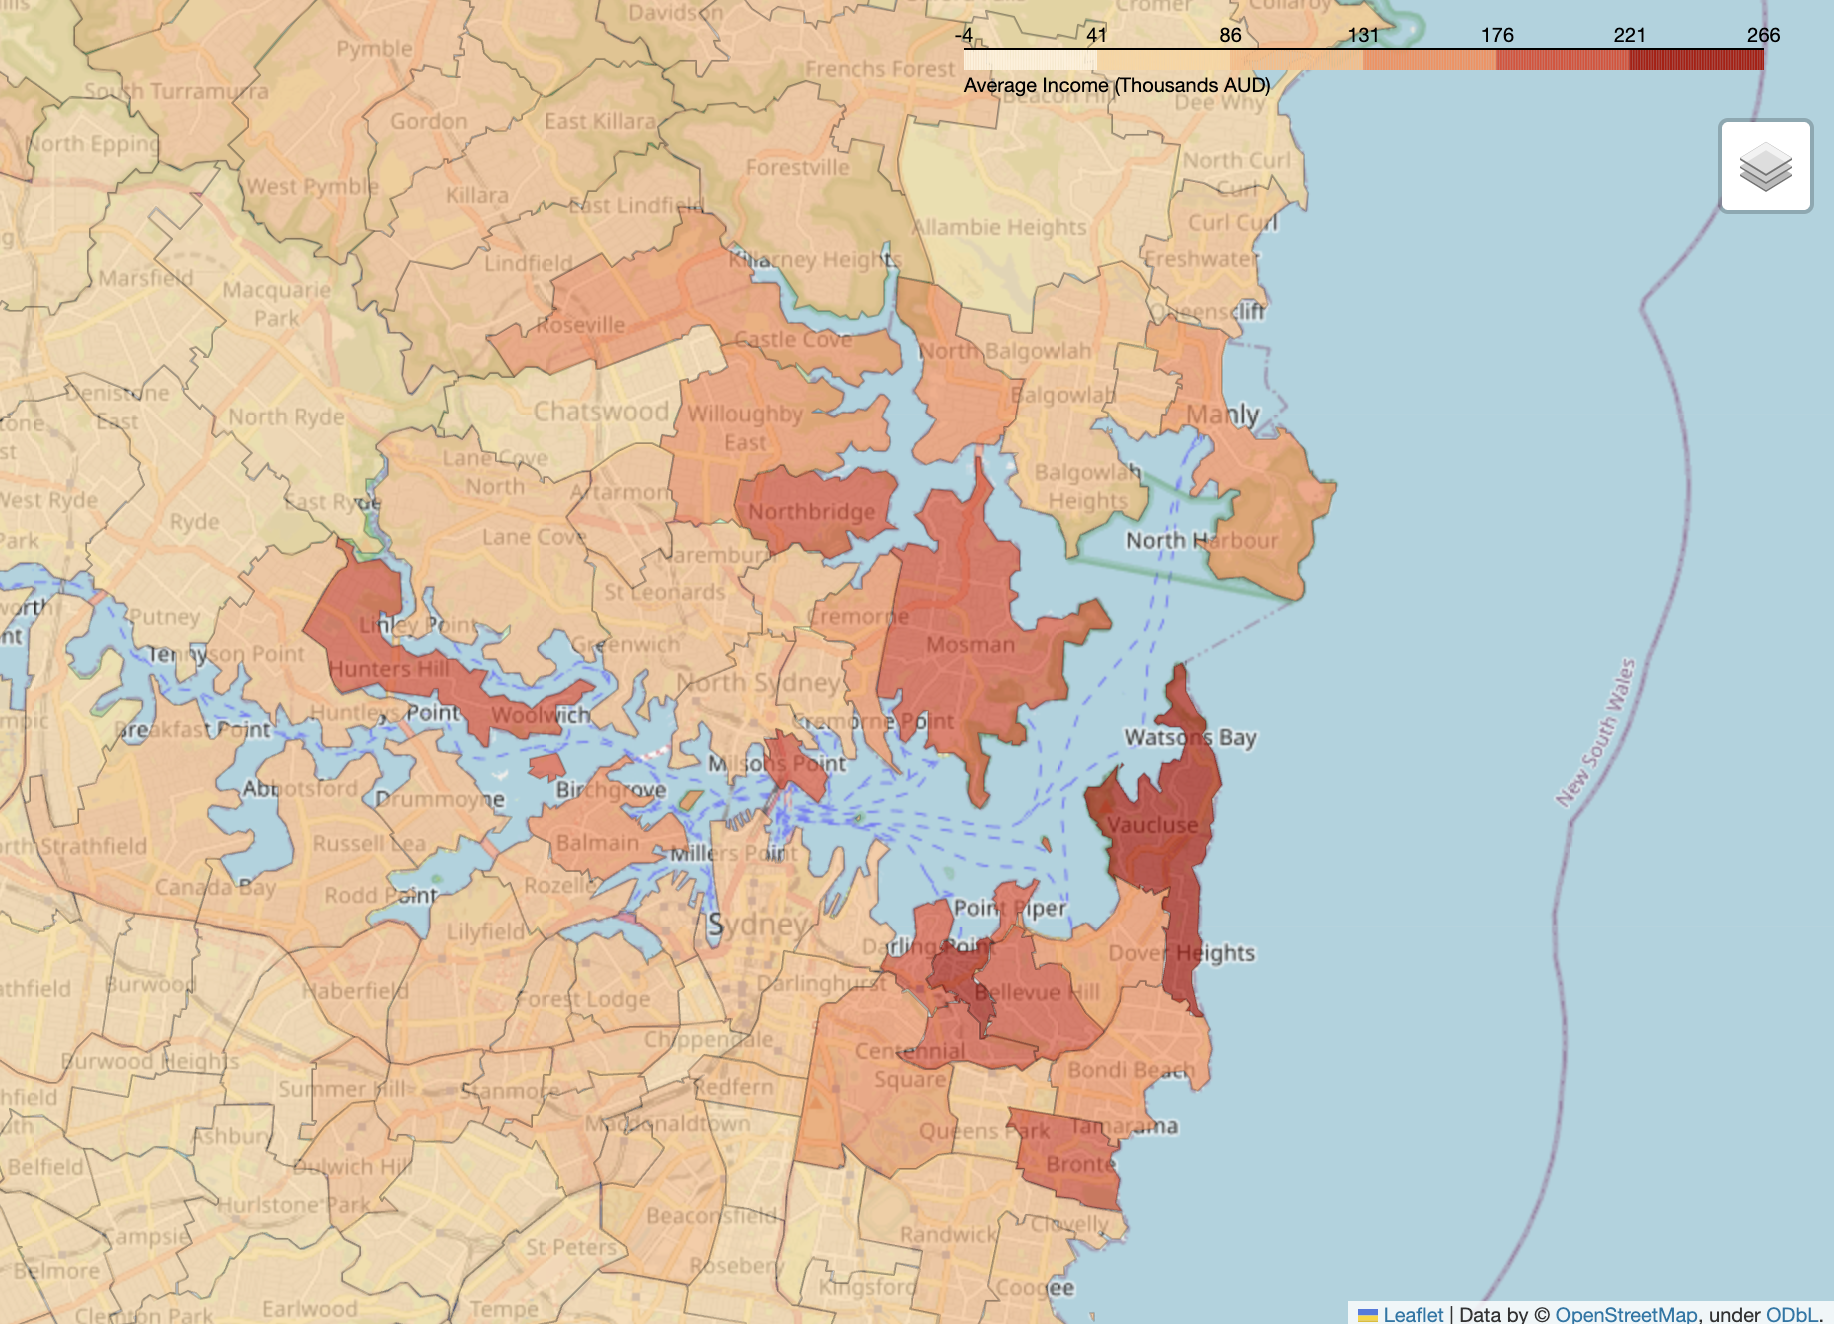 Davidson
Cromer
Collaroy
Pymble
-4 41 86 131 176 221 266
Frenchs Forest
Average Income (Thousands AUD)
South Turramurra
Beacon Hill
Dee Why
Gordon
East Killara
North Epping
Forestville
North Curl
Curl
West Pymble
Killara
East Lindfield
Curl Curl
Allambie Heights
Lindfield
Killarney Heights
Freshwater
Marsfield
Macquarie
Park
Queenscliff
Roseville
Castle Cove
North Balgowlah
Denistone
East
North Ryde
Chatswood
Willoughby
East
Balgowlah
Manly
Lane Cove
North
Balgowlah
Heights
West Ryde
East Ryde
Artarmon
Ryde
Northbridge
Park
Lane Cove
North Harbour
Naremburn
St Leonards
Putney
Linley Point
Cremorne
Tennyson Point
Greenwich
Mosman
Hunters Hill
North Sydney
Huntleys Point
Woolwich
Cremorne Point
Breakfast Point
Watsons Bay
Milsons Point
Abbotsford
Drummoyne
Birchgrove
Vaucluse
North Strathfield
Russell Lea
Balmain
Millers Point
Canada Bay
Rodd Point
Rozelle
Point Piper
Lilyfield
Sydney
Darling Point
Dover Heights
Burwood
Haberfield
Forest Lodge
Darlinghurst
Bellevue Hill
Chippendale
Centennial
Square
Burwood Heights
Summer Hill
Stanmore
Redfern
Bondi Beach
Ashbury
Macdonaldtown
Queens Park
Tamarama
Belfield
Dulwich Hill
Bronte
Hurlstone Park
Beaconsfield
Clovelly
Campsie
St Peters
Randwick
Belmore
Rosebery
Kingsford
Coogee
Clemton Park
Earlwood
Tempe
New South Wales
Leaflet | Data by © OpenStreetMap, under ODbL.